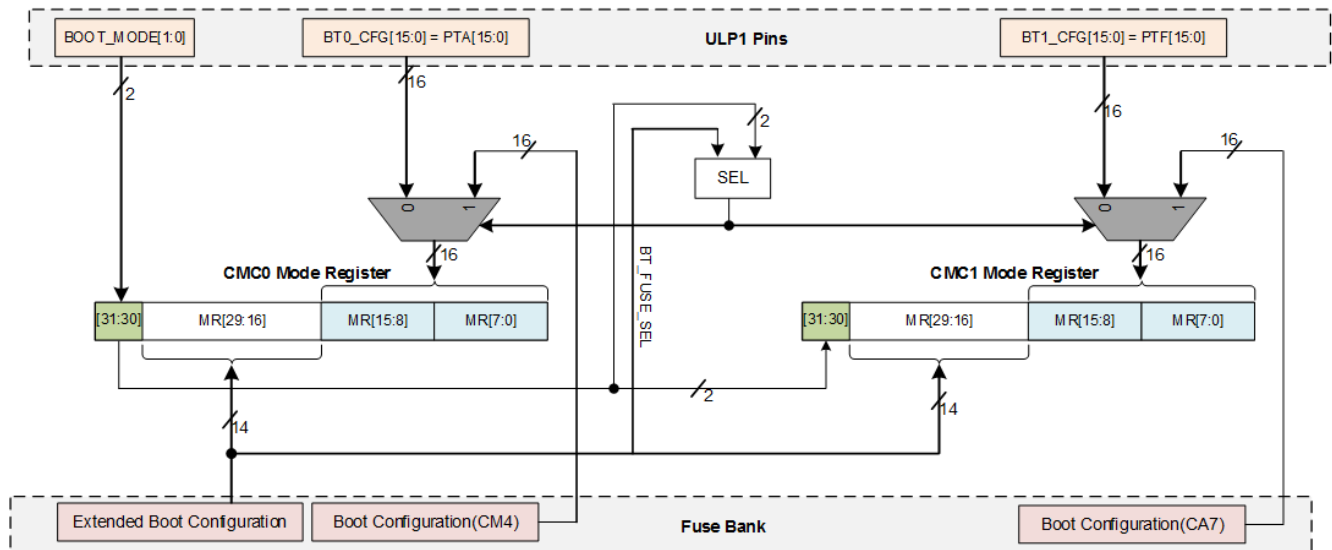 BOOT_MODE[1:0]
BT0_CFG[15:0] = PTA[15:0]
ULP1 Pins
BT1_CFG[15:0] = PTF[15:0]
2
16
2
16
16
16
SEL
0
1
0
1
16
16
BT_FUSE_SEL
CMC0 Mode Register
CMC1 Mode Register
[31:30]
MR[29:16]
MR[15:8]
MR[7:0]
[31:30]
MR[29:16]
MR[15:8]
MR[7:0]
2
14
14
Extended Boot Configuration
Boot Configuration(CM4)
Fuse Bank
Boot Configuration(CA7)